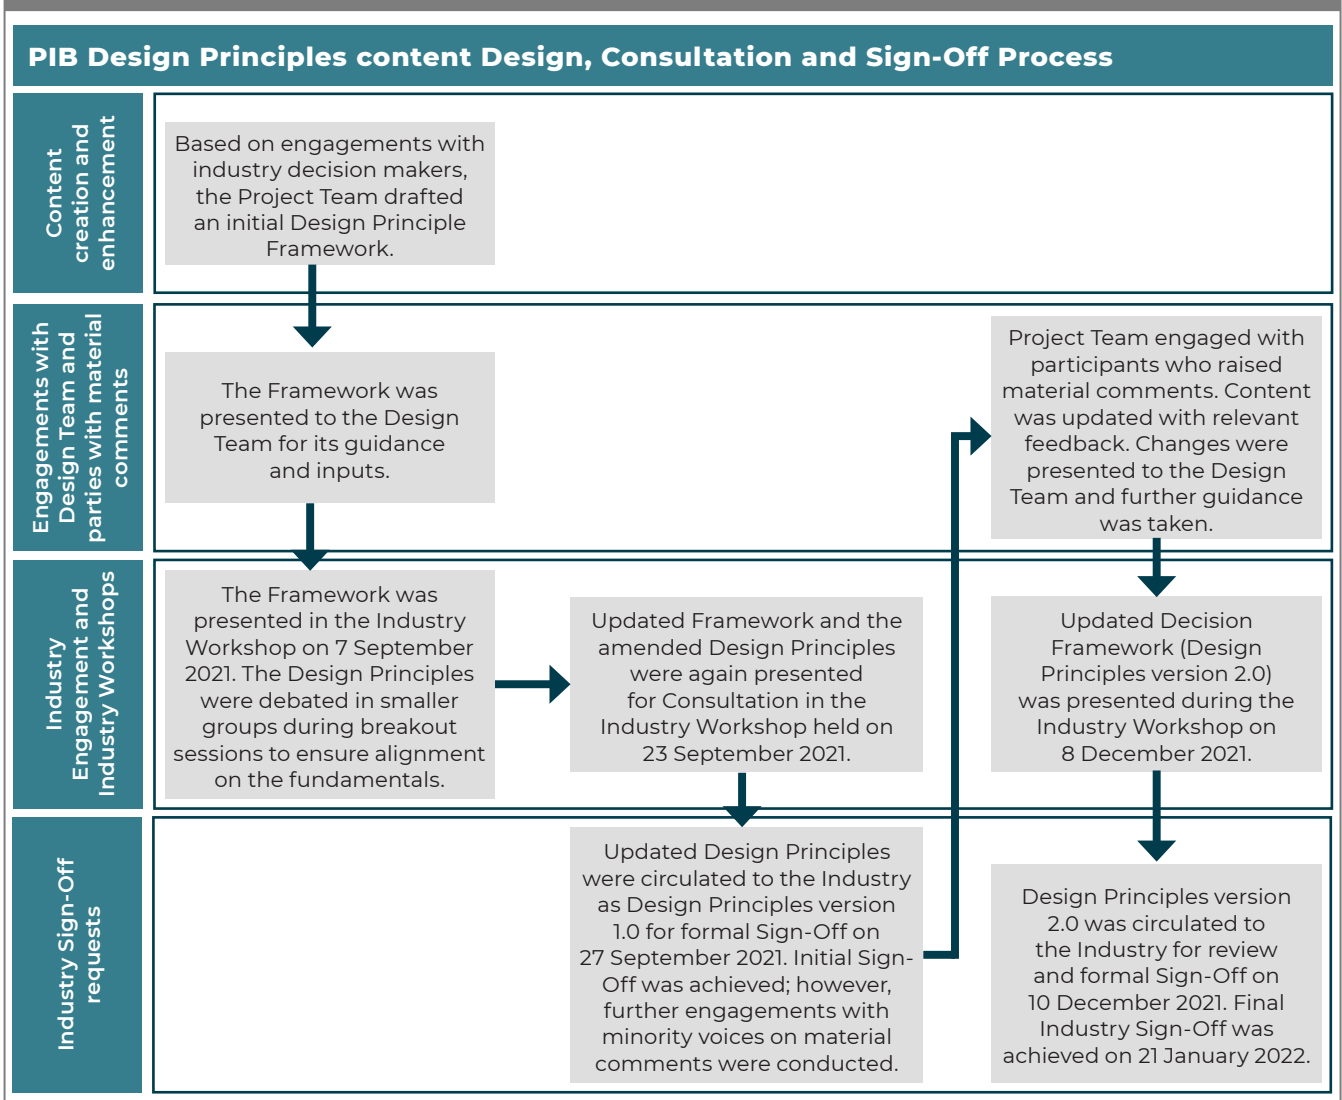 PIB Design Principles content Design, Consultation and Sign-Off Process
Content
creation and
enhancement
Based on engagements with
industry decision makers,
the Project Team drafted
an initial Design Principle
Framework.
Engagements with
Design Team and
parties with material
comments
The Framework was
presented to the Design
Team for its guidance
and inputs.
Project Team engaged with
participants who raised
material comments. Content
was updated with relevant
feedback. Changes were
presented to the Design
Team and further guidance
was taken.
Industry
Engagement and
Industry Workshops
The Framework was
presented in the Industry
Workshop on 7 September
2021. The Design Principles
were debated in smaller
groups during breakout
sessions to ensure alignment
on the fundamentals.
Updated Framework and the
amended Design Principles
were again presented
for Consultation in the
Industry Workshop held on
23 September 2021.
Updated Decision
Framework (Design
Principles version 2.0)
was presented during the
Industry Workshop on
8 December 2021.
Industry Sign-Off
requests
Updated Design Principles
were circulated to the Industry
as Design Principles version
1.0 for formal Sign-Off on
27 September 2021. Initial Sign-
Off was achieved; however,
further engagements with
minority voices on material
comments were conducted.
Design Principles version
2.0 was circulated to
the Industry for review
and formal Sign-Off on
10 December 2021. Final
Industry Sign-Off was
achieved on 21 January 2022.